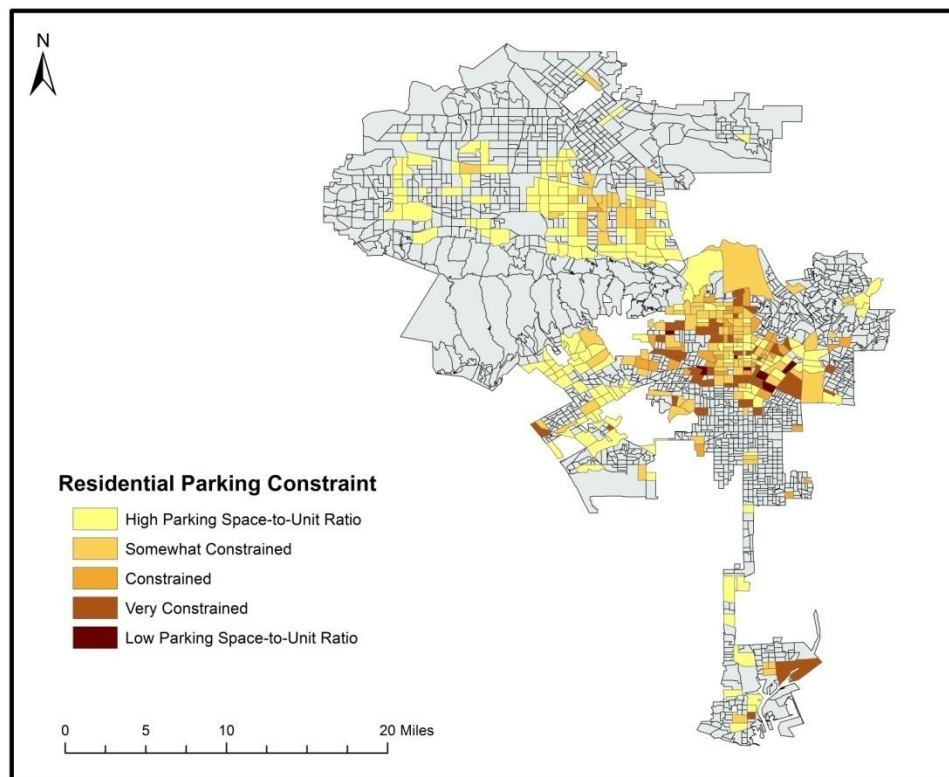 N
Residential Parking Constraint
High Parking Space-to-Unit Ratio
Somewhat Constrained
Constrained
Very Constrained
Low Parking Space-to-Unit Ratio
0 5 10 20 Miles